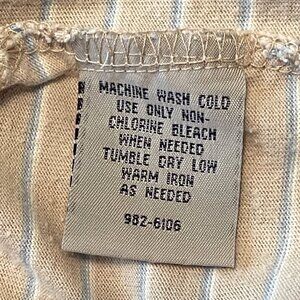 MACHINE WASH COLD
USE ONLY NON-
CHLORINE BLEACH
WHEN NEEDED
TUMBLE DRY LOW
WARM IRON
AS NEEDED
982-6106